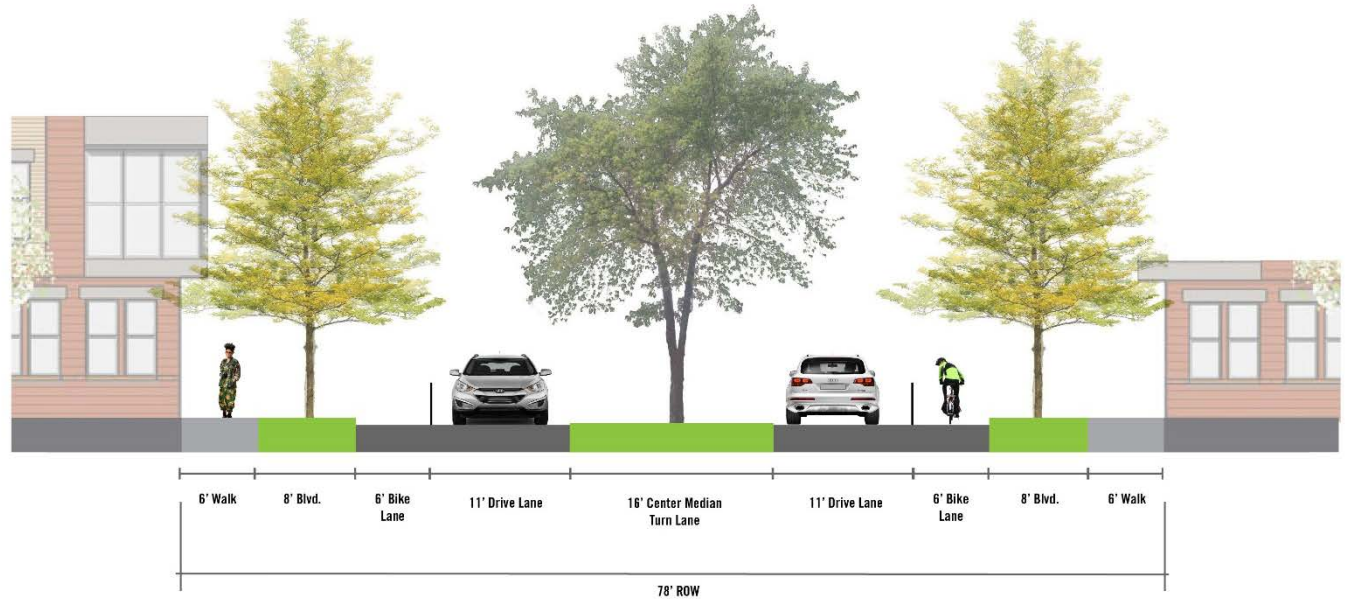 6' Walk
8' Blvd.
6' Bike
Lane
11' Drive Lane
16' Center Median
Turn Lane
11' Drive Lane
6' Bike
Lane
8' Blvd.
6' Walk
78' ROW